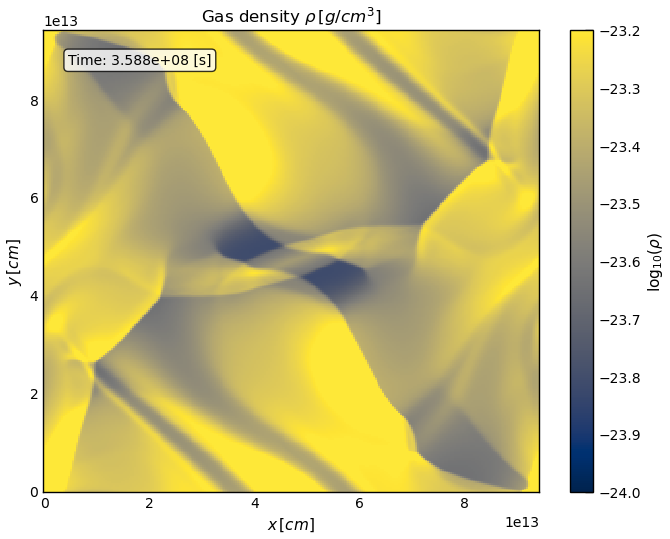 Gas density ρ [g/cm³]
1e13
Time: 3.588e+08 [s]
8
6
4
2
0
y [cm]
0
2
4
6
8
1e13
x [cm]
−23.2
−23.3
−23.4
−23.5
−23.6
−23.7
−23.8
−23.9
−24.0
log₁₀(ρ)